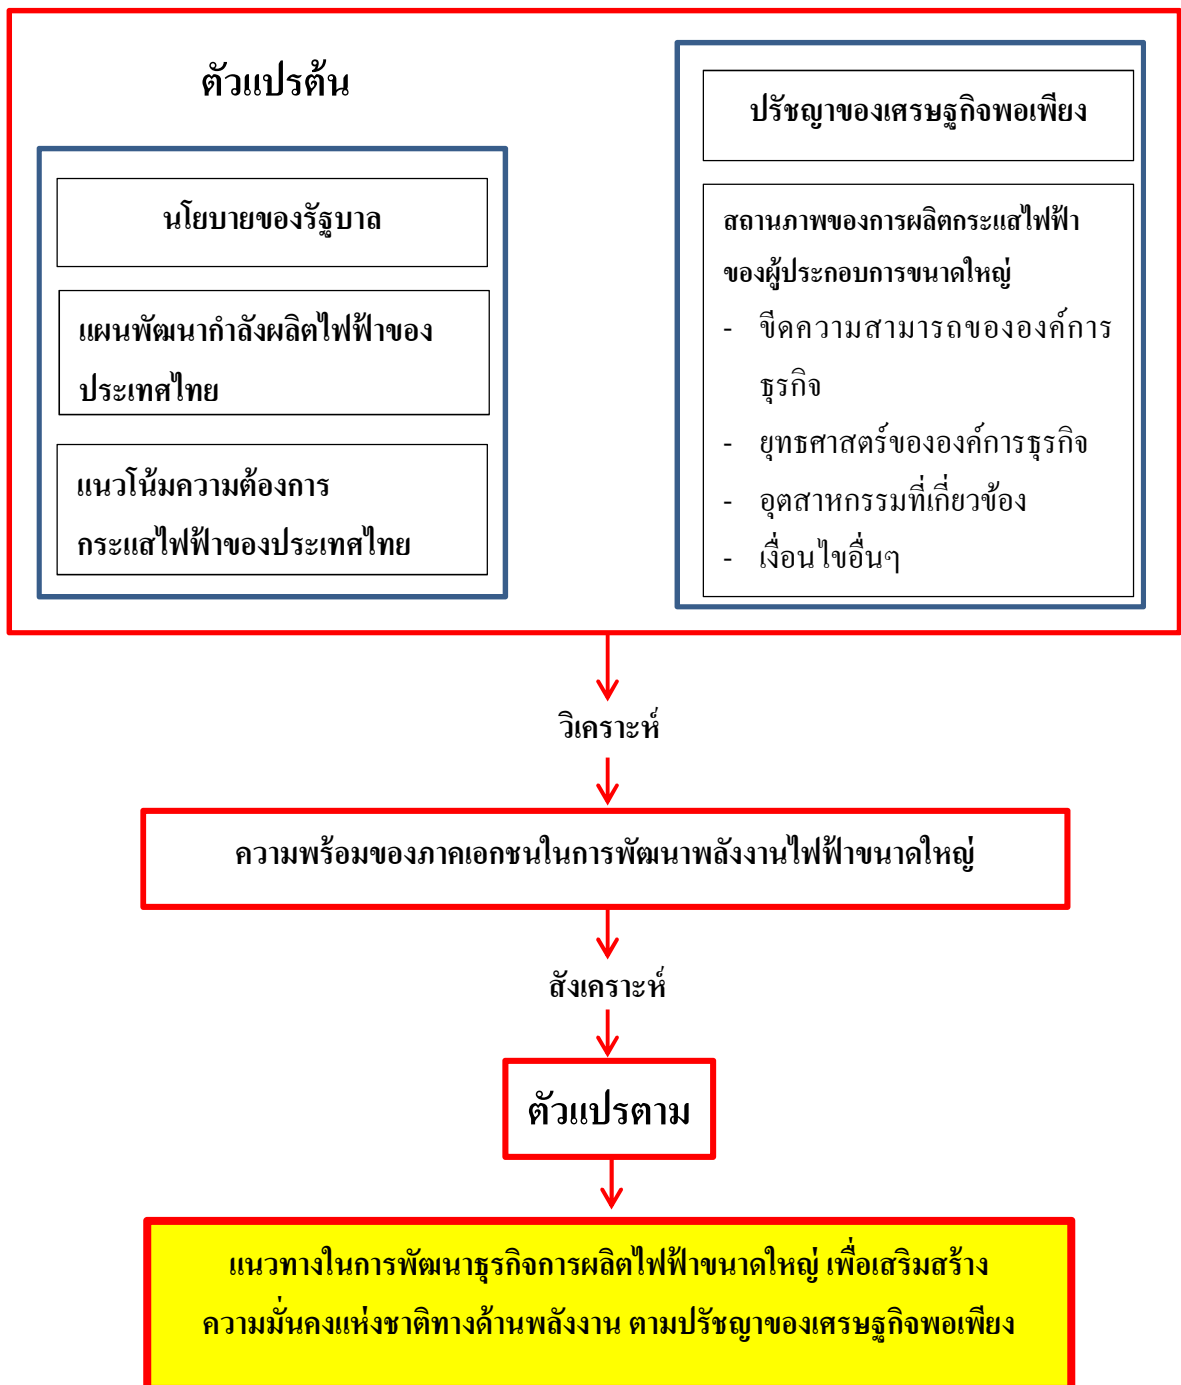 ตัวแปรต้น
นโยบายของรัฐบาล
แผนพัฒนากำลังผลิตไฟฟ้าของ
ประเทศไทย
แนวโน้มความต้องการ
กระแสไฟฟ้าของประเทศไทย
ปรัชญาของเศรษฐกิจพอเพียง
สถานภาพของการผลิตกระแสไฟฟ้า
ของผู้ประกอบการขนาดใหญ่
- ขีดความสามารถขององค์การ
ธุรกิจ
- ยุทธศาสตร์ขององค์การธุรกิจ
- อุตสาหกรรมที่เกี่ยวข้อง
- เงื่อนไขอื่นๆ
วิเคราะห์
ความพร้อมของภาคเอกชนในการพัฒนาพลังงานไฟฟ้าขนาดใหญ่
สังเคราะห์
ตัวแปรตาม
แนวทางในการพัฒนาธุรกิจการผลิตไฟฟ้าขนาดใหญ่ เพื่อเสริมสร้าง
ความมั่นคงแห่งชาติทางด้านพลังงาน ตามปรัชญาของเศรษฐกิจพอเพียง